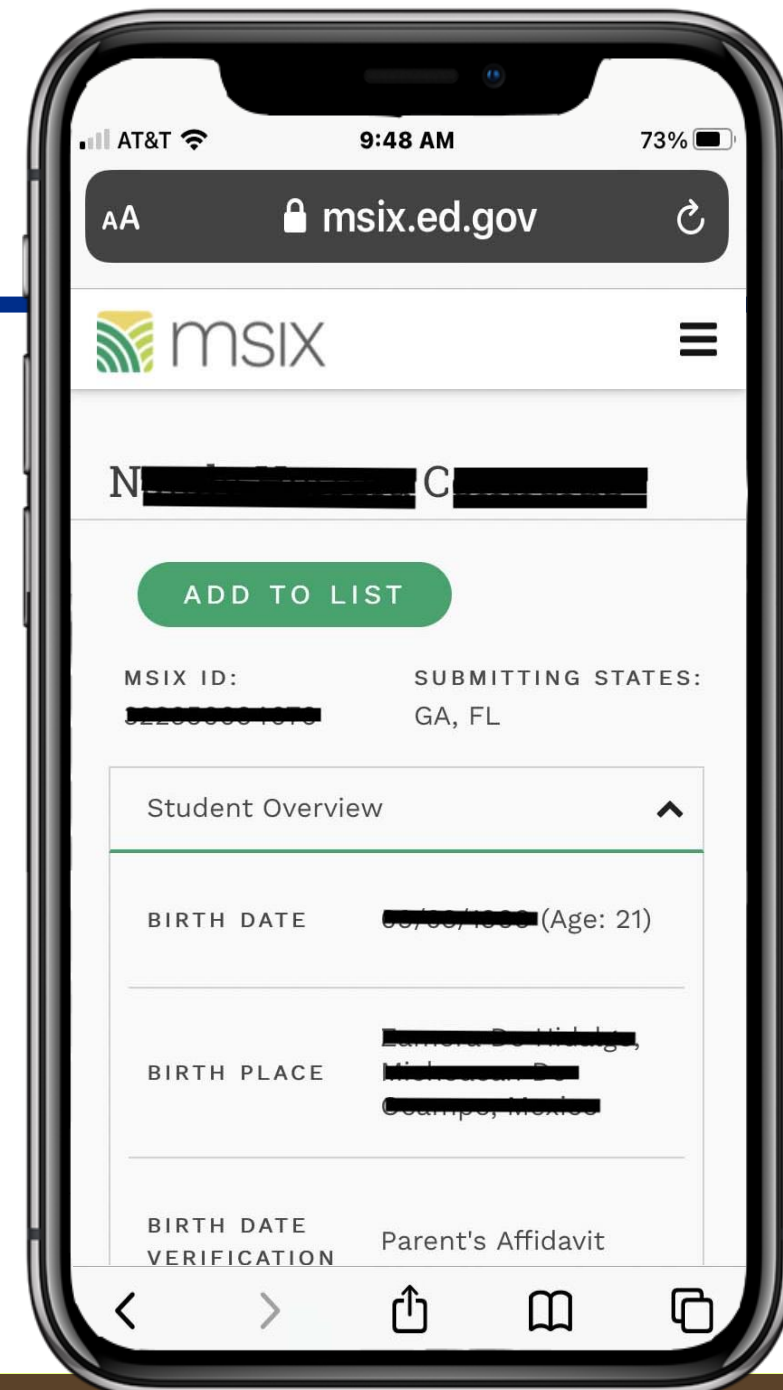 AT&T 9:48 AM 73%
AA msix.ed.gov
msix
N C
ADD TO LIST
MSIX ID: SUBMITTING STATES:
GA, FL
Student Overview
BIRTH DATE (Age: 21)
BIRTH PLACE
BIRTH DATE
VERIFICATION Parent's Affidavit